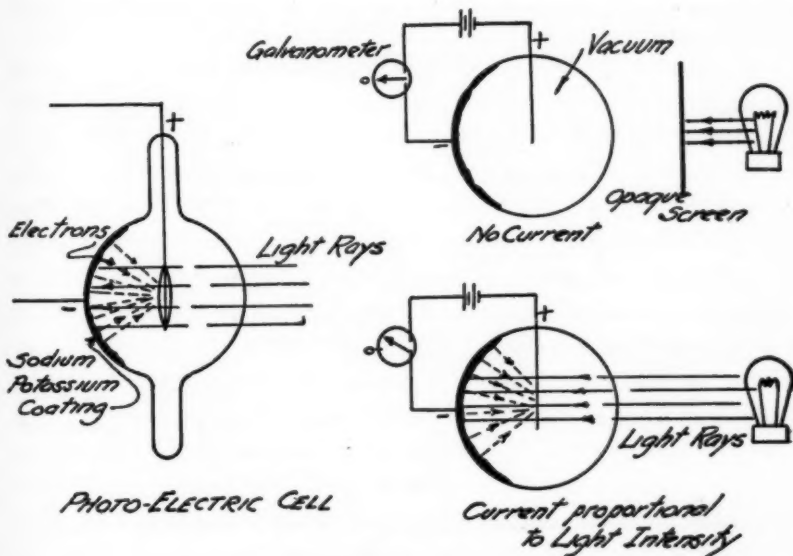 Galvanometer
+
Vacuum
o
-
Opaque
Screen
No Current
+
Electrons
Light Rays
-
Sodium
Potassium
Coating
PHOTO-ELECTRIC CELL
+
o
-
Light Rays
Current proportional
to Light Intensity